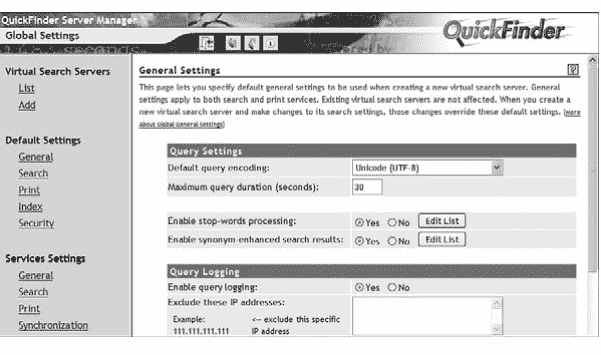 QuickFinder Server Manager
Global Settings
QuickFinder
Virtual Search Servers
List
Add
Default Settings
General
Search
Print
Index
Security
Services Settings
General
Search
Print
Synchronization
General Settings
This page lets you specify default general settings to be used when creating a new virtual search server. General
settings apply to both search and print services. Existing virtual search servers are not affected. When you create a
new virtual search server and make changes to its search settings, those changes override these default settings. [More
About Global General Settings]
Query Settings
Default query encoding: Unicode (UTF-8)
Maximum query duration (seconds): 30
Enable stop-words processing: Yes No Edit List
Enable synonym-enhanced search results: Yes No Edit List
Query Logging
Enable query logging: Yes No
Exclude these IP addresses:
Example: <-- exclude this specific
111.111.111.111 IP address